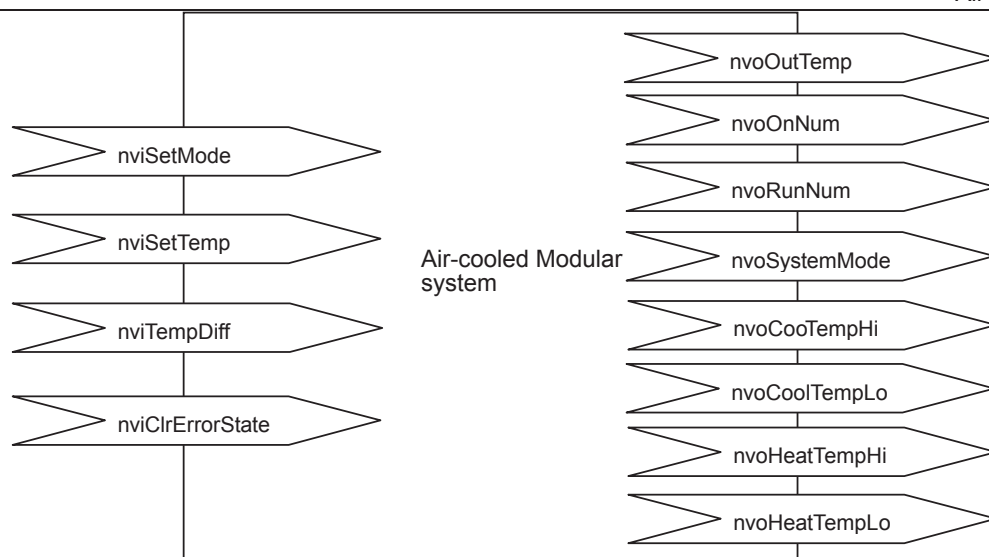 nviSetMode
nviSetTemp
nviTempDiff
nviClrErrorState
Air-cooled Modular
system
nvoOutTemp
nvoOnNum
nvoRunNum
nvoSystemMode
nvoCooTempHi
nvoCoolTempLo
nvoHeatTempHi
nvoHeatTempLo